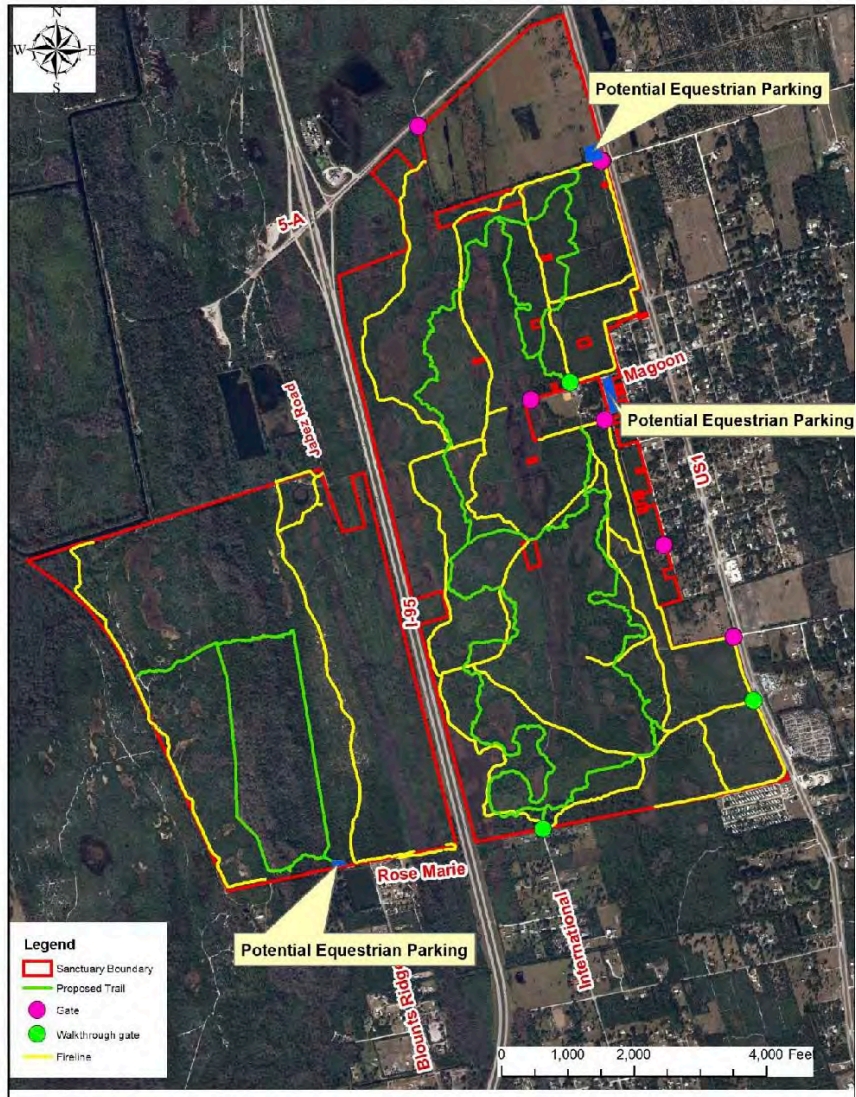 N
W E
S
Potential Equestrian Parking
5-A
Magoon
Jabez Road
Potential Equestrian Parking
US1
I-95
Rose Marie
Potential Equestrian Parking
International
Blounts Ridge
Legend
Sanctuary Boundary
Proposed Trail
Gate
Walkthrough gate
Fireline
0 1,000 2,000 4,000 Feet